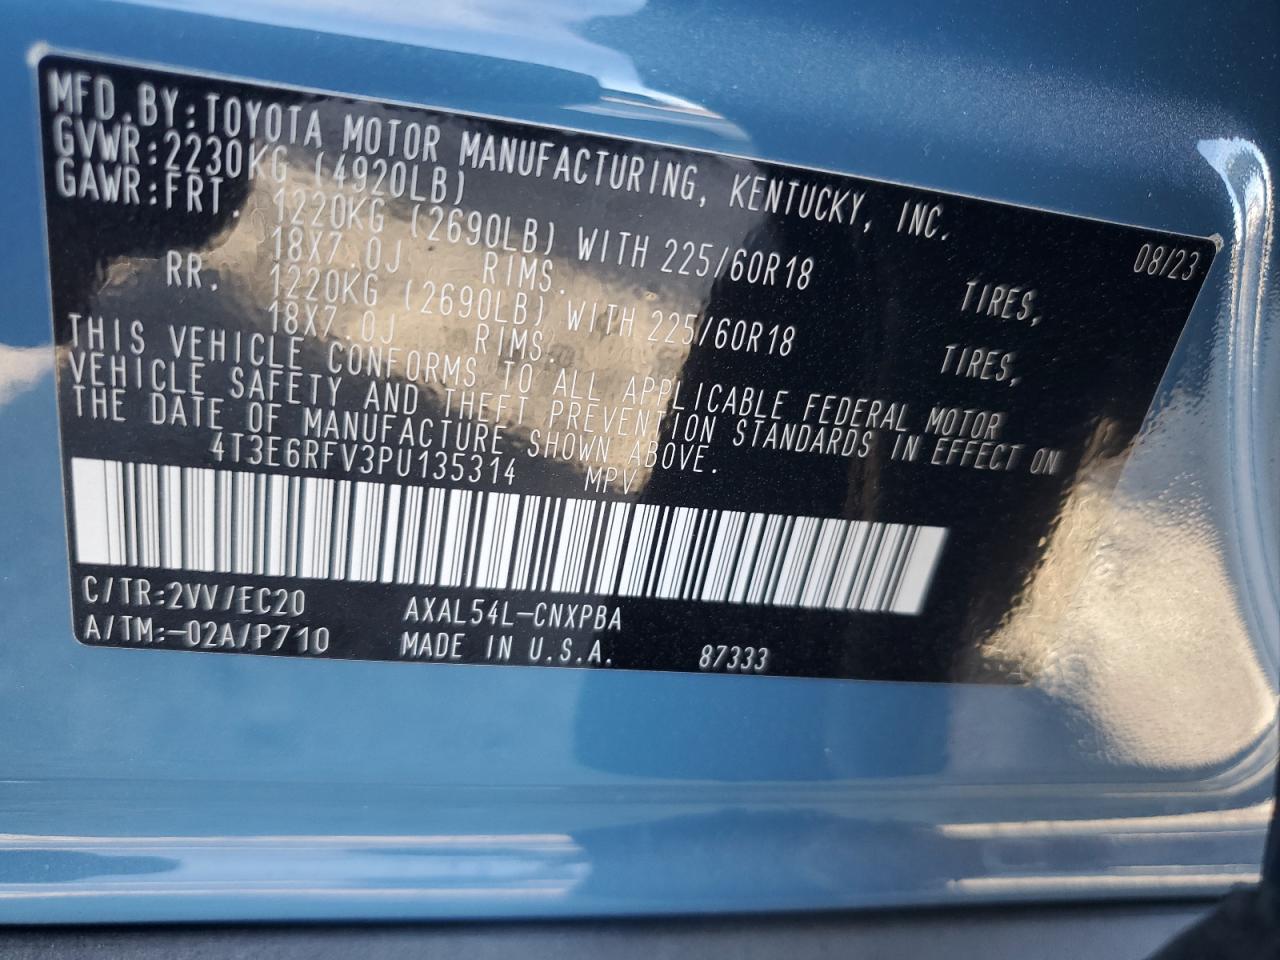 MFD.BY:TOYOTA MOTOR MANUFACTURING, KENTUCKY, INC. 08/23
GVWR:2230KG (4920LB)
GAWR:FRT. 1220KG (2690LB) WITH 225/60R18 TIRES,
18X7.0J RIMS.
RR. 1220KG (2690LB) WITH 225/60R18 TIRES,
18X7.0J RIMS.
THIS VEHICLE CONFORMS TO ALL APPLICABLE FEDERAL MOTOR
VEHICLE SAFETY AND THEFT PREVENTION STANDARDS IN EFFECT ON
THE DATE OF MANUFACTURE SHOWN ABOVE.
4T3E6RFV3PU135314 MPV
C/TR:2VV/EC20 AXAL54L-CNXPBA
A/TM:-02A/P710 MADE IN U.S.A. 87333